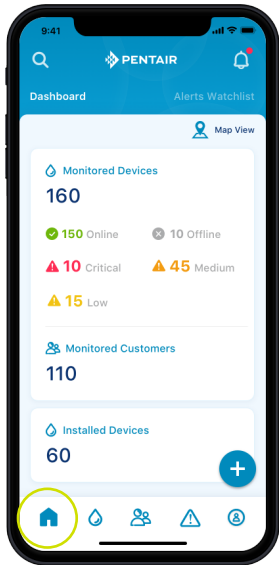 9:41
PENTAIR
Dashboard Alerts Watchlist
Map View
Monitored Devices
160
150 Online 10 Offline
10 Critical 45 Medium
15 Low
Monitored Customers
110
Installed Devices
60